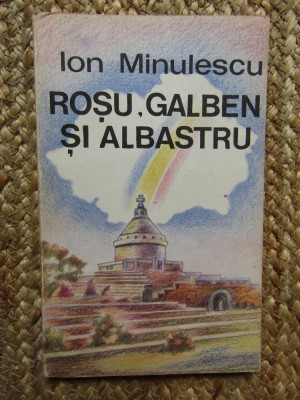 Ion Minulescu
ROȘU, GALBEN
ȘI ALBASTRU